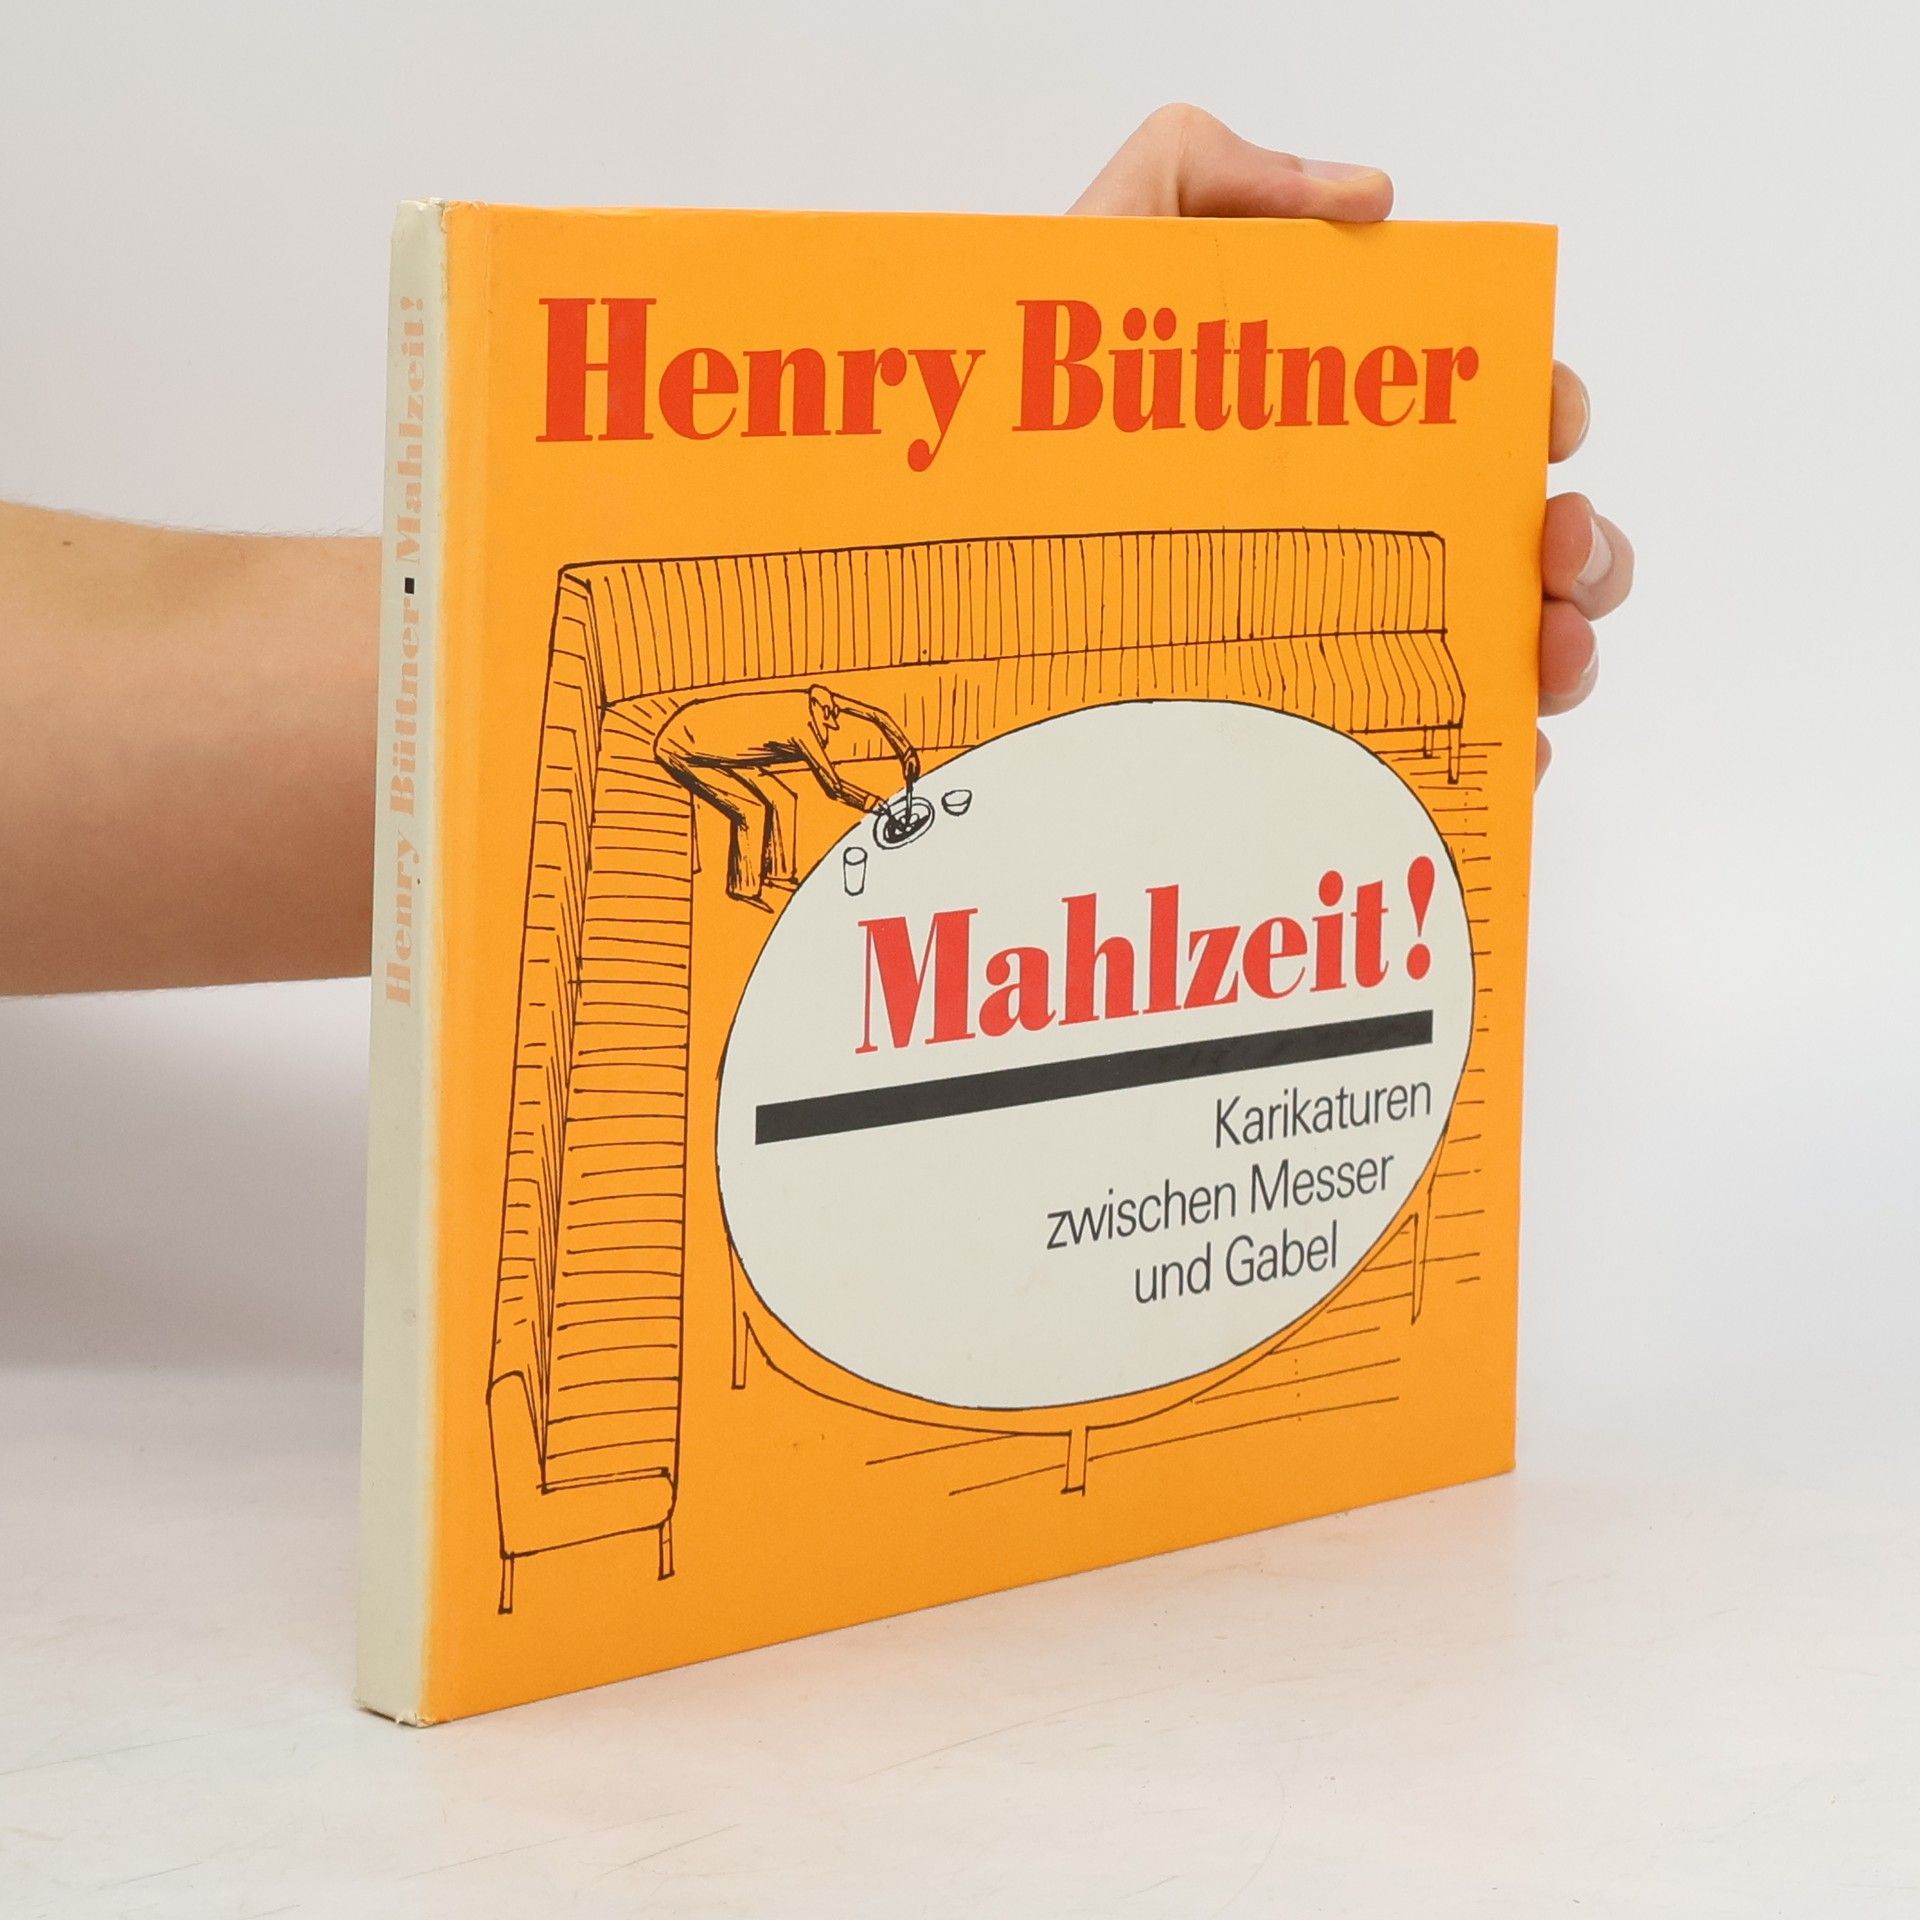 Henry Büttner
Mahlzeit!
Karikaturen
zwischen Messer
und Gabel
Henry Büttner ▪ Mahlzeit!